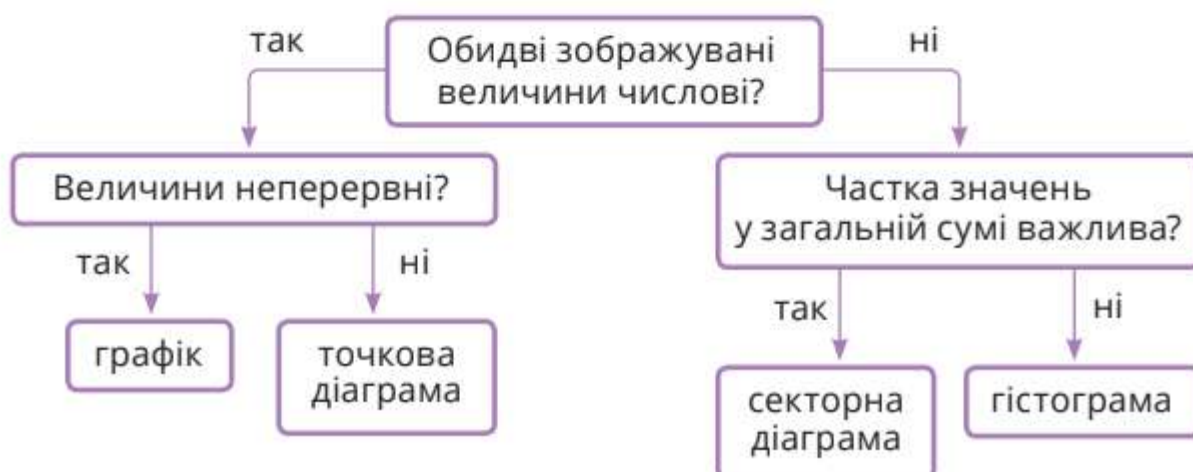 так
Обидві зображувані
величини числові?
ні
Величини неперервні?
Частка значень
у загальній сумі важлива?
так
ні
так
ні
графік
точкова
діаграма
секторна
діаграма
гістограма